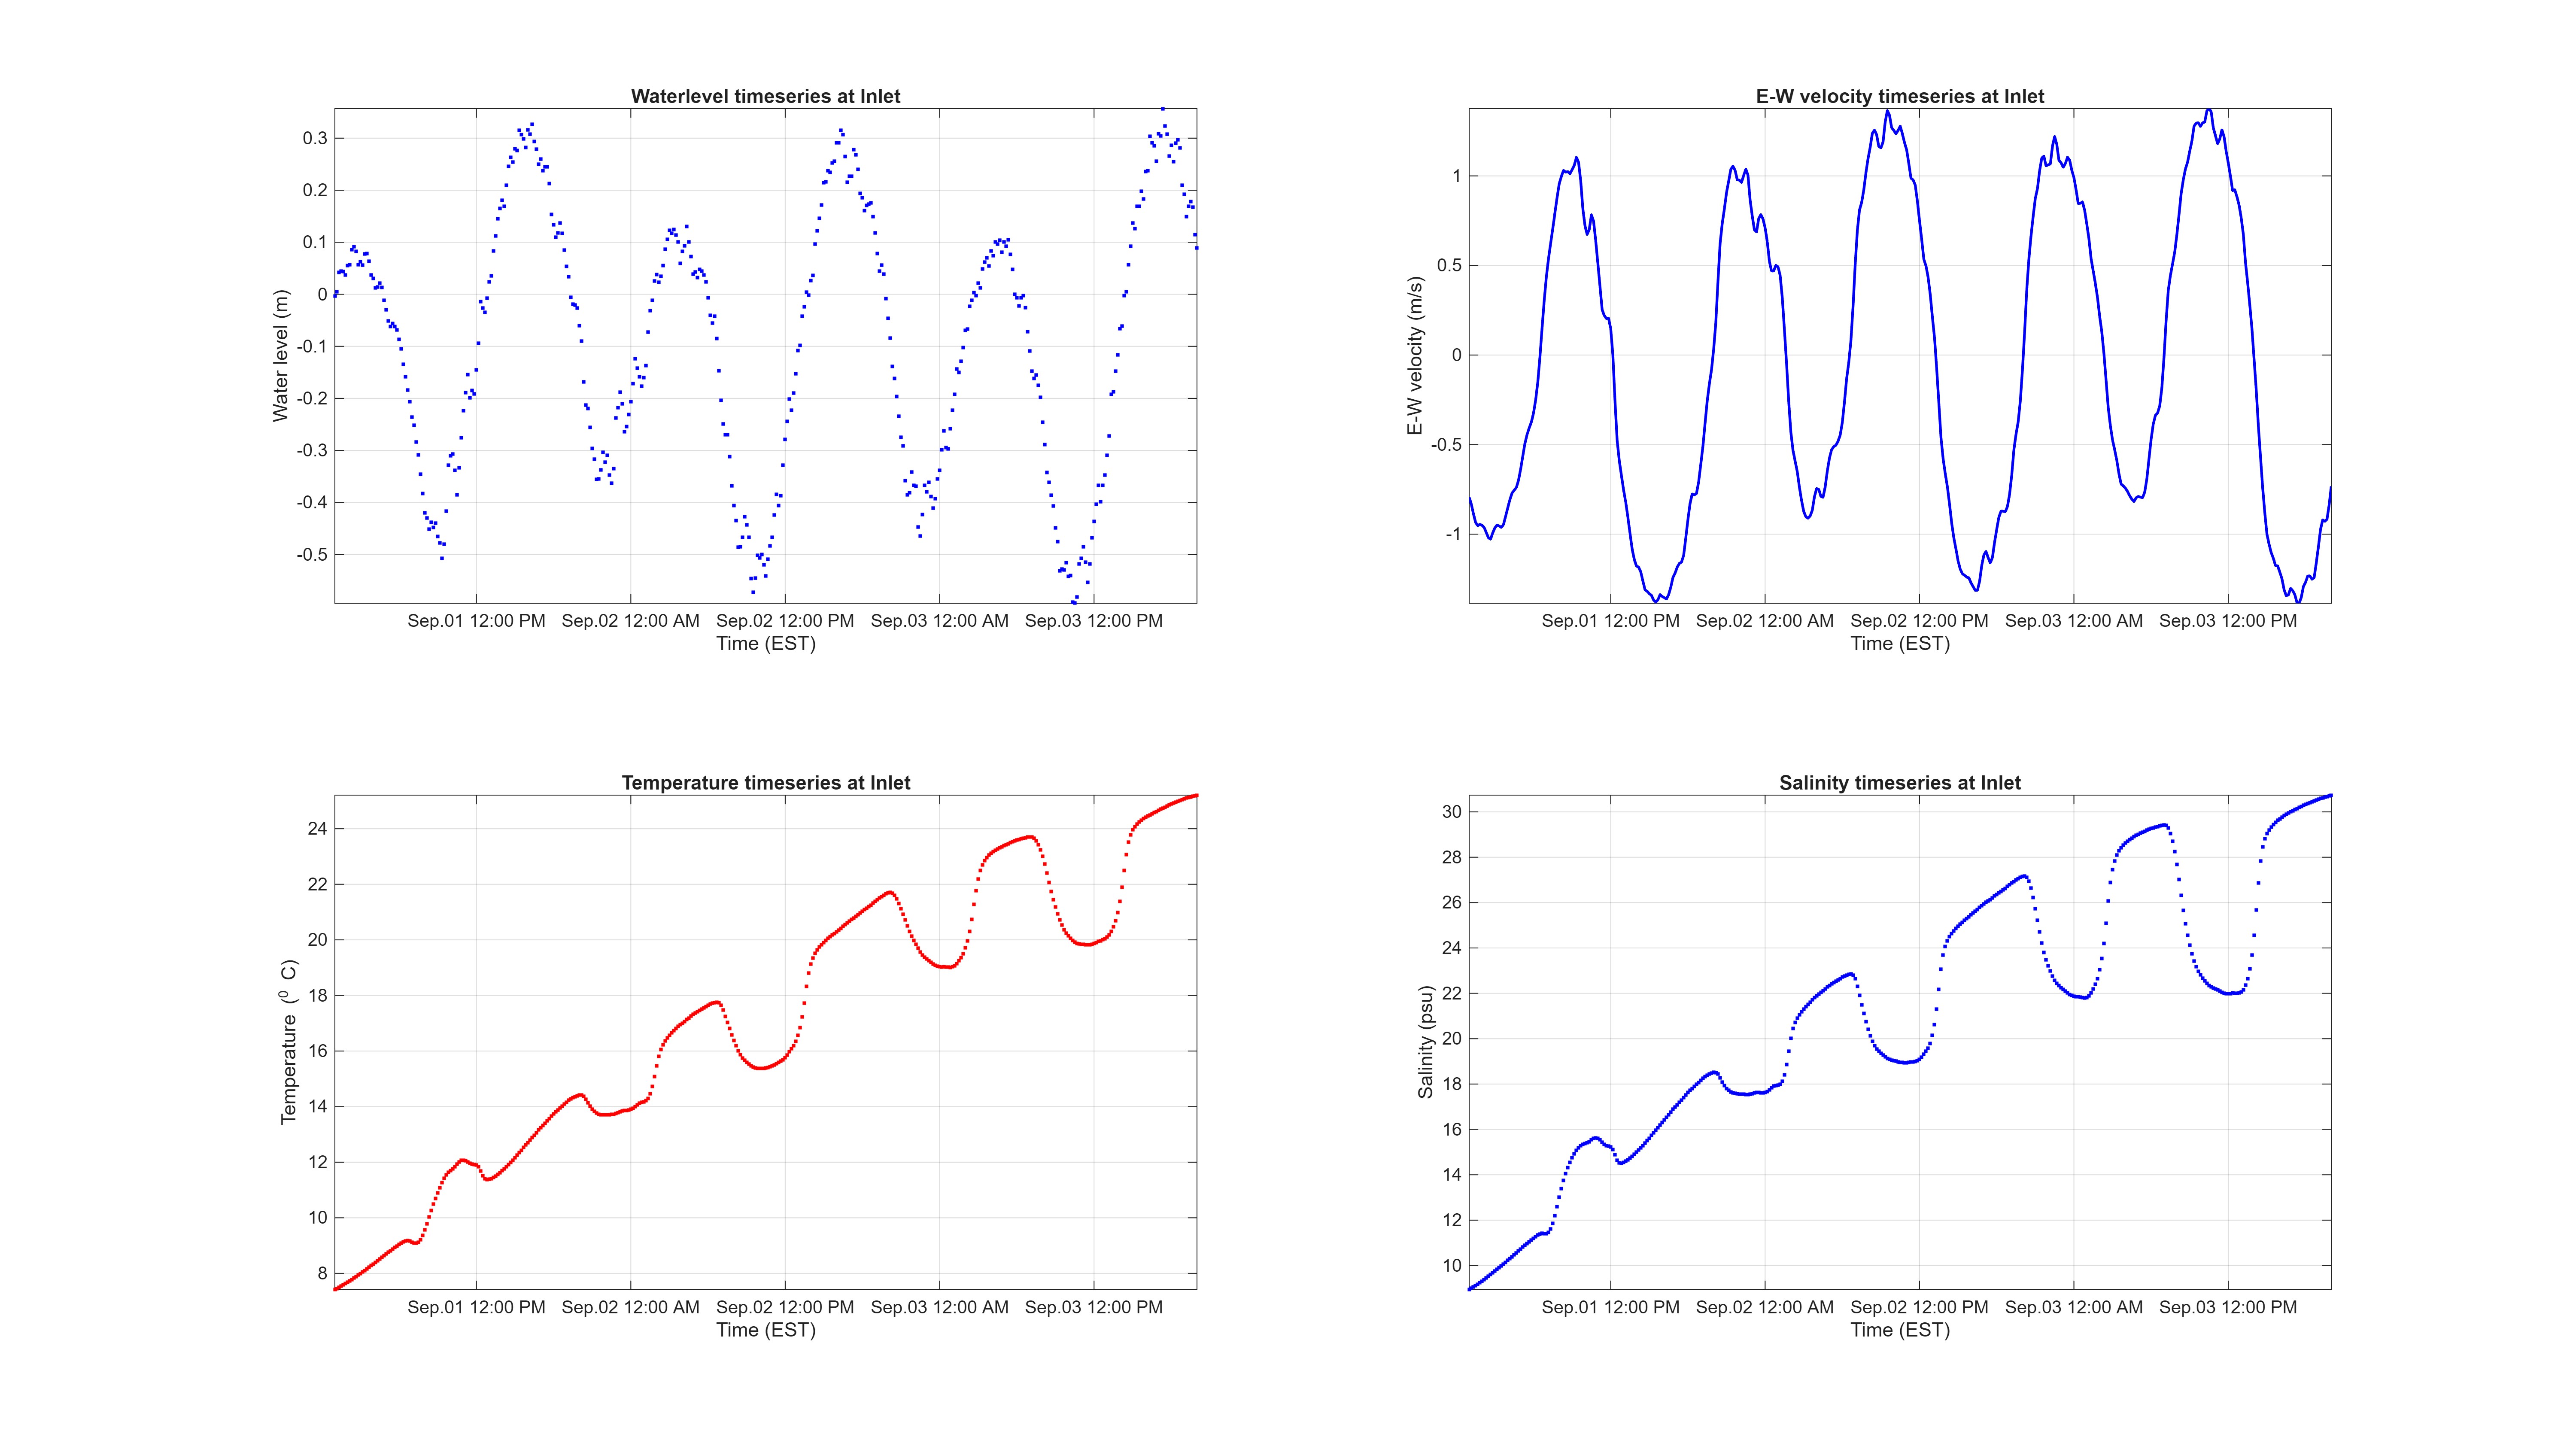 Waterlevel timeseries at Inlet
Water level (m)
0.3
0.2
0.1
0
-0.1
-0.2
-0.3
-0.4
-0.5
Sep.01 12:00 PM Sep.02 12:00 AM Sep.02 12:00 PM Sep.03 12:00 AM Sep.03 12:00 PM
Time (EST)
E-W velocity timeseries at Inlet
E-W velocity (m/s)
1
0.5
0
-0.5
-1
Sep.01 12:00 PM Sep.02 12:00 AM Sep.02 12:00 PM Sep.03 12:00 AM Sep.03 12:00 PM
Time (EST)
Temperature timeseries at Inlet
Temperature (⁰ C)
24
22
20
18
16
14
12
10
8
Sep.01 12:00 PM Sep.02 12:00 AM Sep.02 12:00 PM Sep.03 12:00 AM Sep.03 12:00 PM
Time (EST)
Salinity timeseries at Inlet
Salinity (psu)
30
28
26
24
22
20
18
16
14
12
10
Sep.01 12:00 PM Sep.02 12:00 AM Sep.02 12:00 PM Sep.03 12:00 AM Sep.03 12:00 PM
Time (EST)